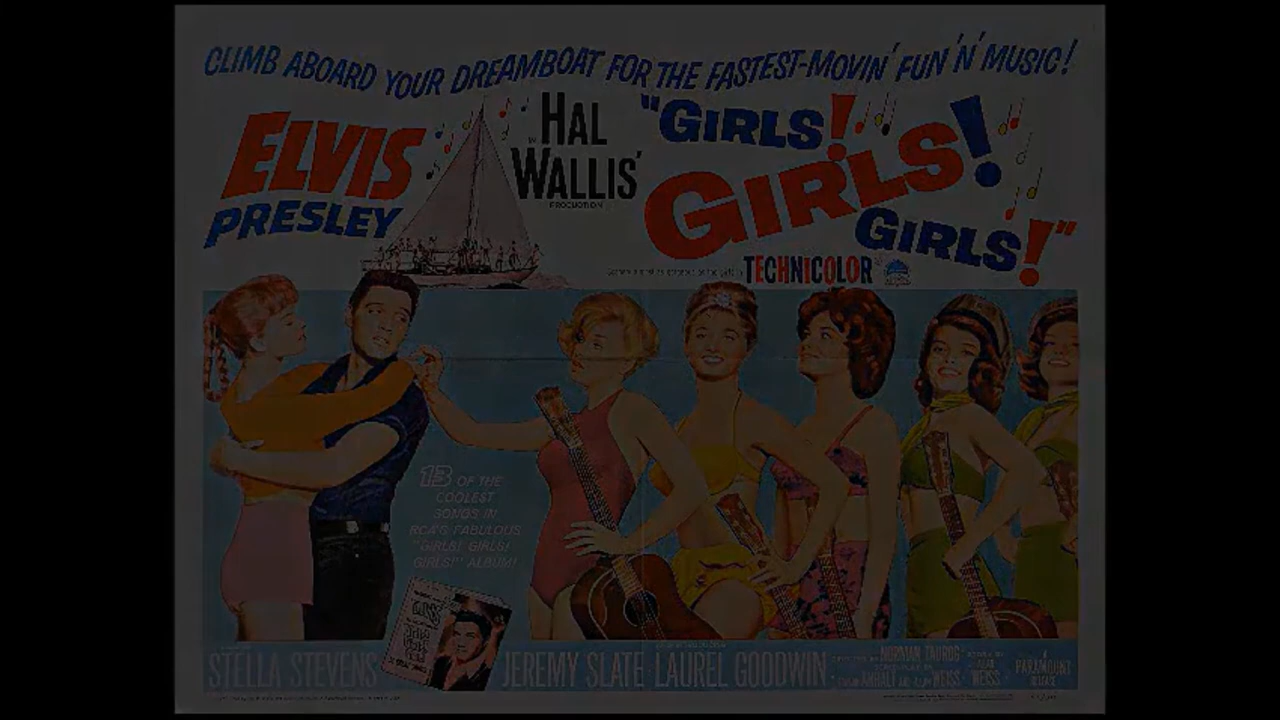 CLIMB ABOARD YOUR DREAMBOAT FOR THE FASTEST-MOVIN' FUN 'N' MUSIC!
ELVIS
PRESLEY
HAL
WALLIS'
PRODUCTION
"GIRLS!
GIRLS!
GIRLS!"
TECHNICOLOR
13 OF THE
COOLEST
SONGS IN
RCA'S FABULOUS
"GIRLS! GIRLS!
GIRLS!" ALBUM!
STELLA STEVENS
JEREMY SLATE · LAUREL GOODWIN
NORMAN TAUROG
ANHALT AND WEISS
WEISS
A
PARAMOUNT
RELEASE